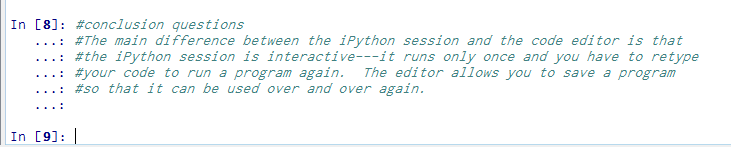 In [8]: #conclusion questions
...: #The main difference between the iPython session and the code editor is that
...: #the iPython session is interactive---it runs only once and you have to retype
...: #your code to run a program again.  The editor allows you to save a program
...: #so that it can be used over and over again.
...:
In [9]: